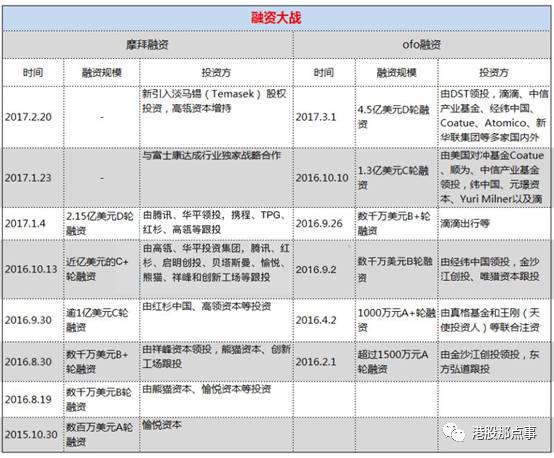 融资大战
摩拜融资 ofo融资
时间 融资规模 投资方 时间 融资规模 投资方
2017.2.20 - 新引入淡马锡（Temasek） 股权
投资，高瓴资本增持
2017.3.1 4.5亿美元D轮
融资
由DST领投，滴滴、中信
产业基金、经纬中国、
Coatue、Atomico、新
华联集团等多家国内外
2017.1.23 - 与富士康达成行业独家战略合作
2016.10.10 1.3亿美元C轮
融资
由美国对冲基金Coatue
、顺为、中信产业基金
领投，纬中国、元璟资
本、Yuri Milner以及滴
2017.1.4 2.15亿美元D轮
融资
由腾讯、华平领投，携程、TPG、
红杉、高瓴等跟投
2016.9.26 数千万美元B+轮
融资
滴滴出行等
2016.10.13 近亿美元的C+
轮融资
由高瓴、华平投资集团，腾讯、红
杉、启明创投、贝塔斯曼、愉悦、
熊猫、祥峰和创新工场等跟投
2016.9.2 数千万美元B轮
融资
由经纬中国领投，金沙
江创投、唯猎资本跟投
2016.9.30 逾1亿美元C轮
融资
由红杉中国、高领资本等投资
2016.4.2 1000万元A+轮
融资
由真格基金和王刚（天
使投资人）等联合注资
2016.8.30 数千万美元B+
轮融资
由祥峰资本领投，熊猫资本、创新
工场跟投
2016.2.1 超过1500万元A
轮融资
由金沙江创投领投，东
方弘道跟投
2016.8.19 数千万美元B轮
融资
由熊猫资本、愉悦资本等投资
2015.10.30 数百万美元A轮
融资
愉悦资本
港股那点事